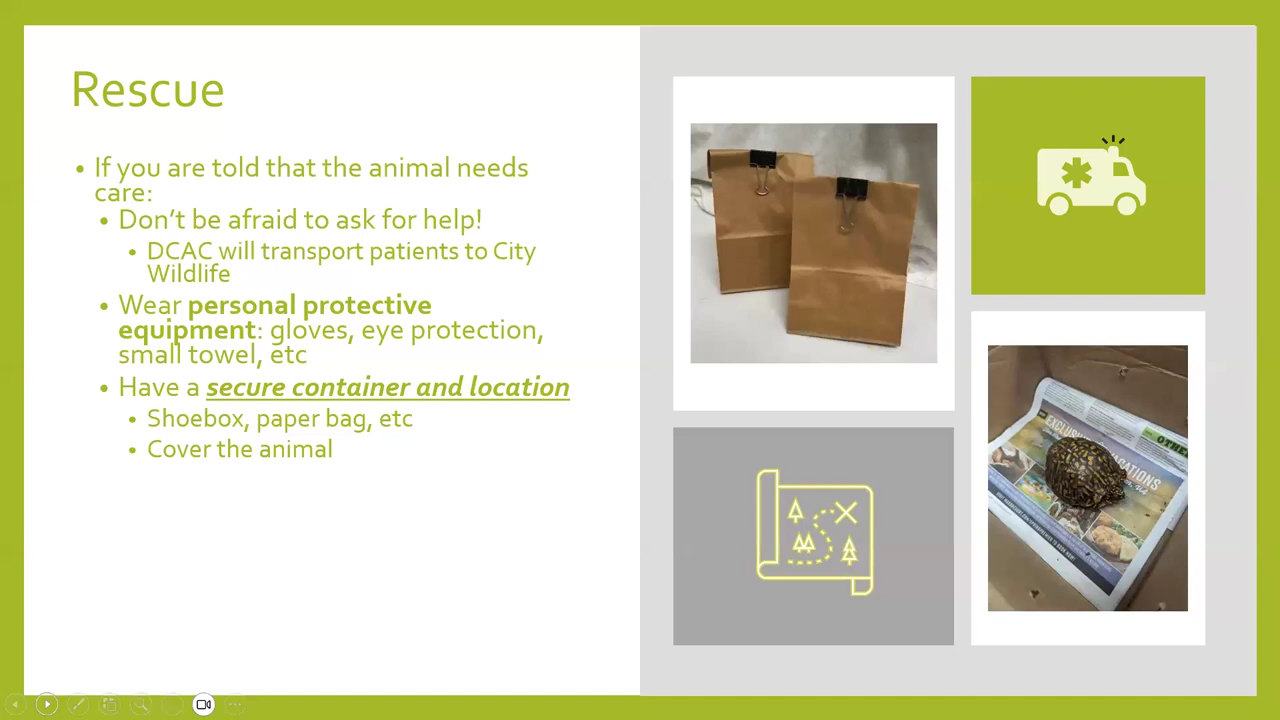 Rescue
• If you are told that the animal needs
care:
• Don't be afraid to ask for help!
• DCAC will transport patients to City
Wildlife
• Wear personal protective
equipment: gloves, eye protection,
small towel, etc
• Have a secure container and location
• Shoebox, paper bag, etc
• Cover the animal
OTHE